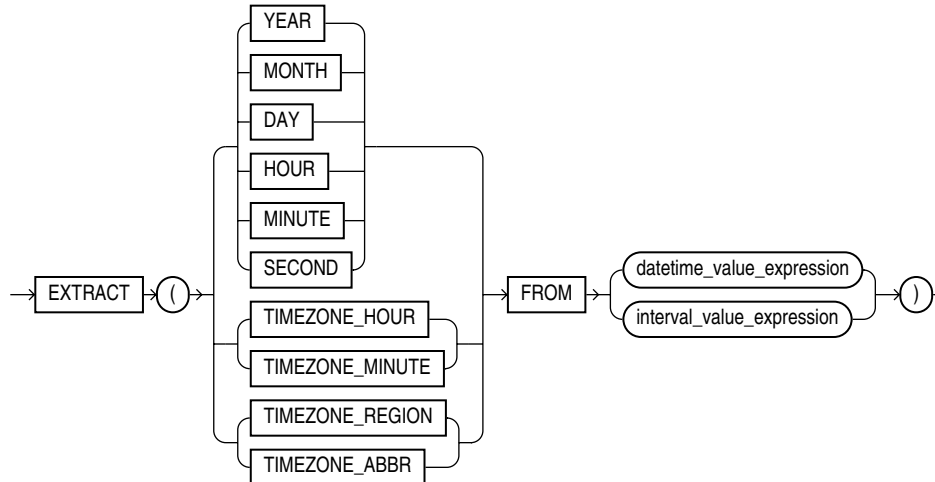 YEAR
MONTH
DAY
HOUR
MINUTE
SECOND
EXTRACT ( FROM datetime_value_expression )
interval_value_expression
TIMEZONE_HOUR
TIMEZONE_MINUTE
TIMEZONE_REGION
TIMEZONE_ABBR